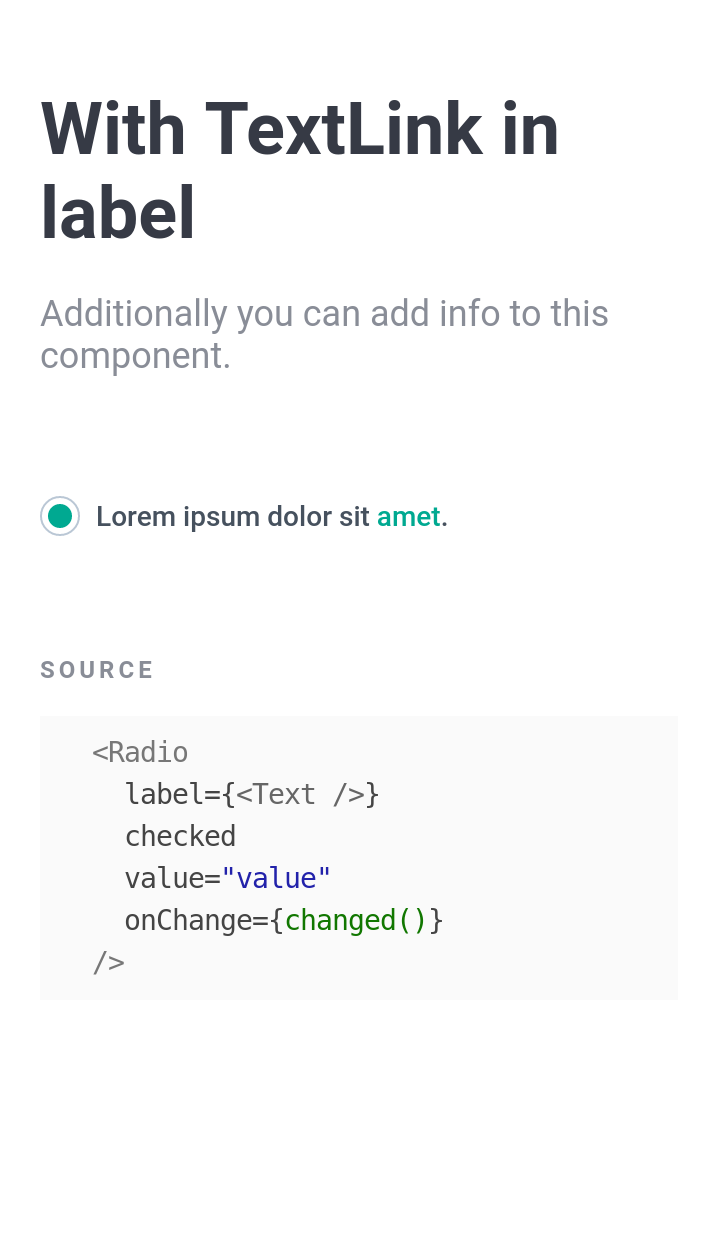 With TextLink in
label
Additionally you can add info to this
component.
Lorem ipsum dolor sit amet.
SOURCE
<Radio
  label={<Text />}
  checked
  value="value"
  onChange={changed()}
/>